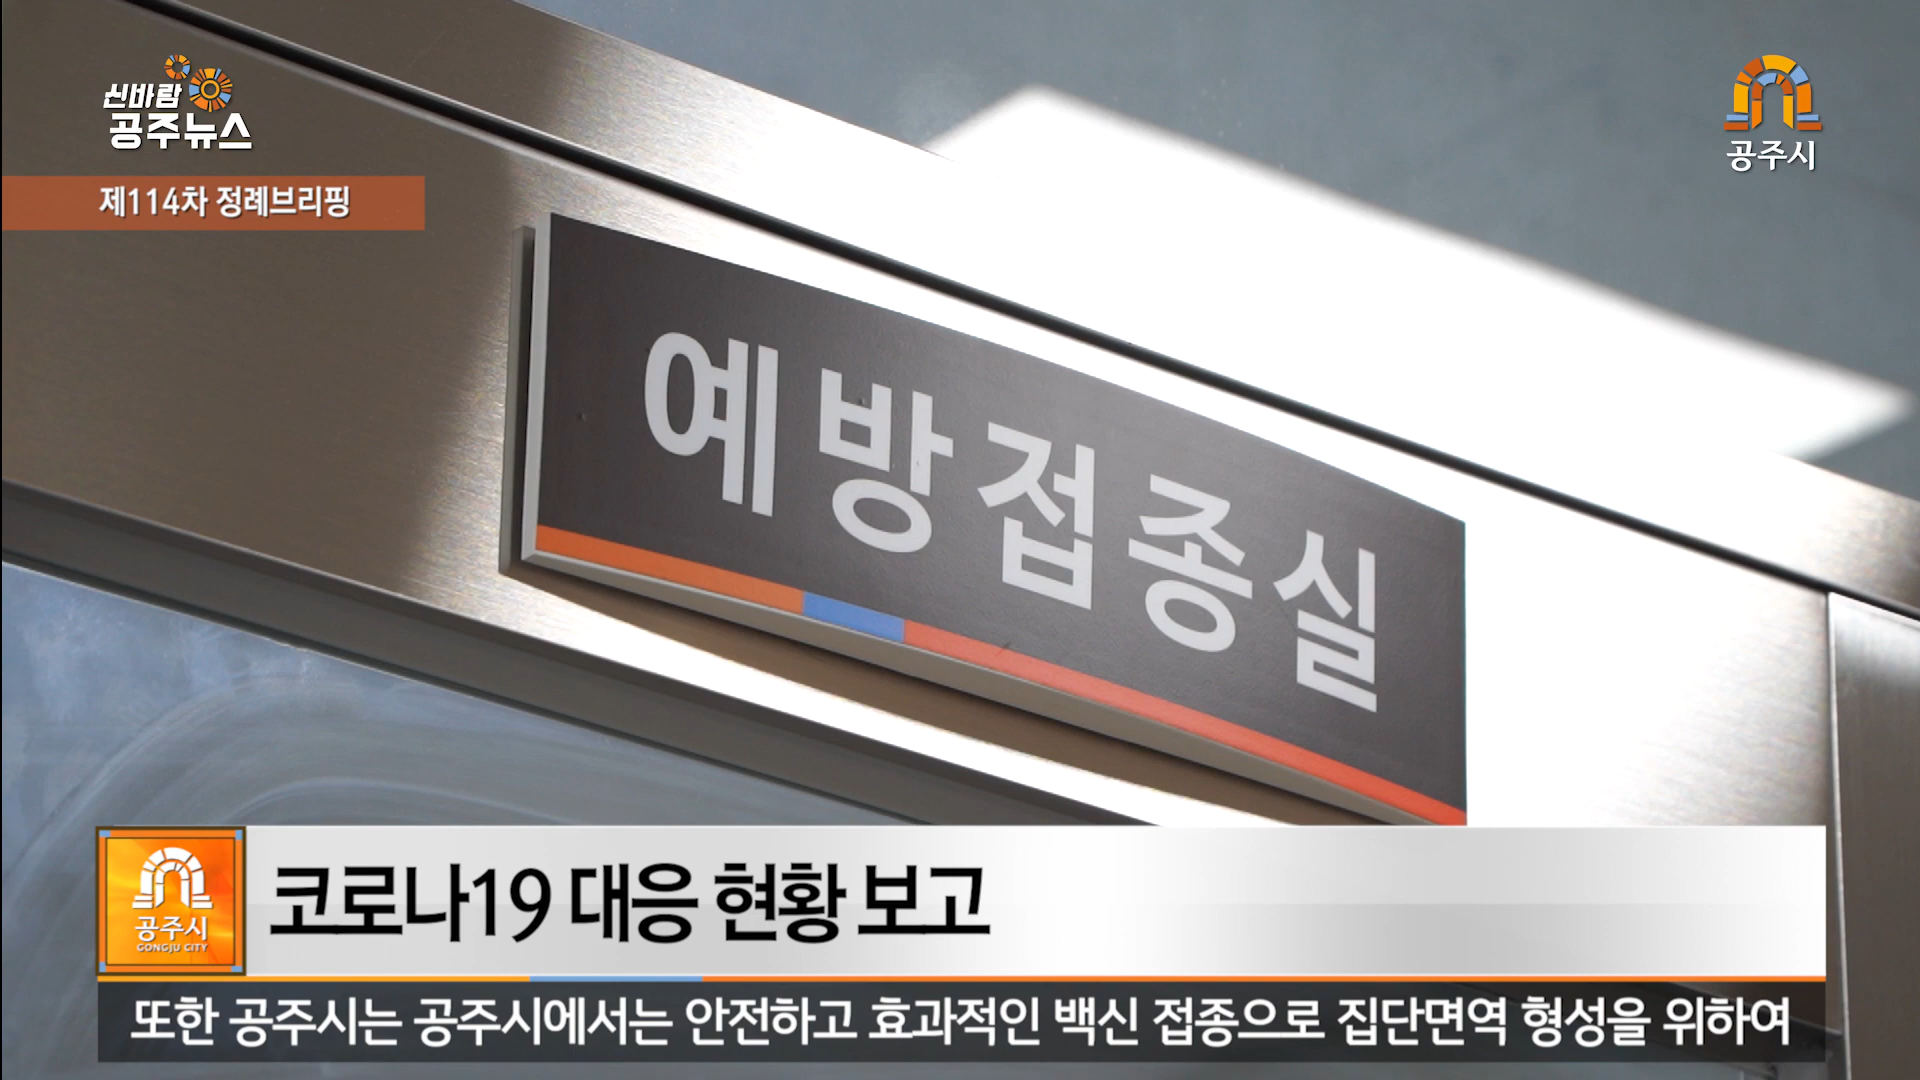 신바람
공주뉴스
공주시
제114차 정례브리핑
예방접종실
코로나19 대응 현황 보고
공주시
GONGJU CITY
또한 공주시는 공주시에서는 안전하고 효과적인 백신 접종으로 집단면역 형성을 위하여